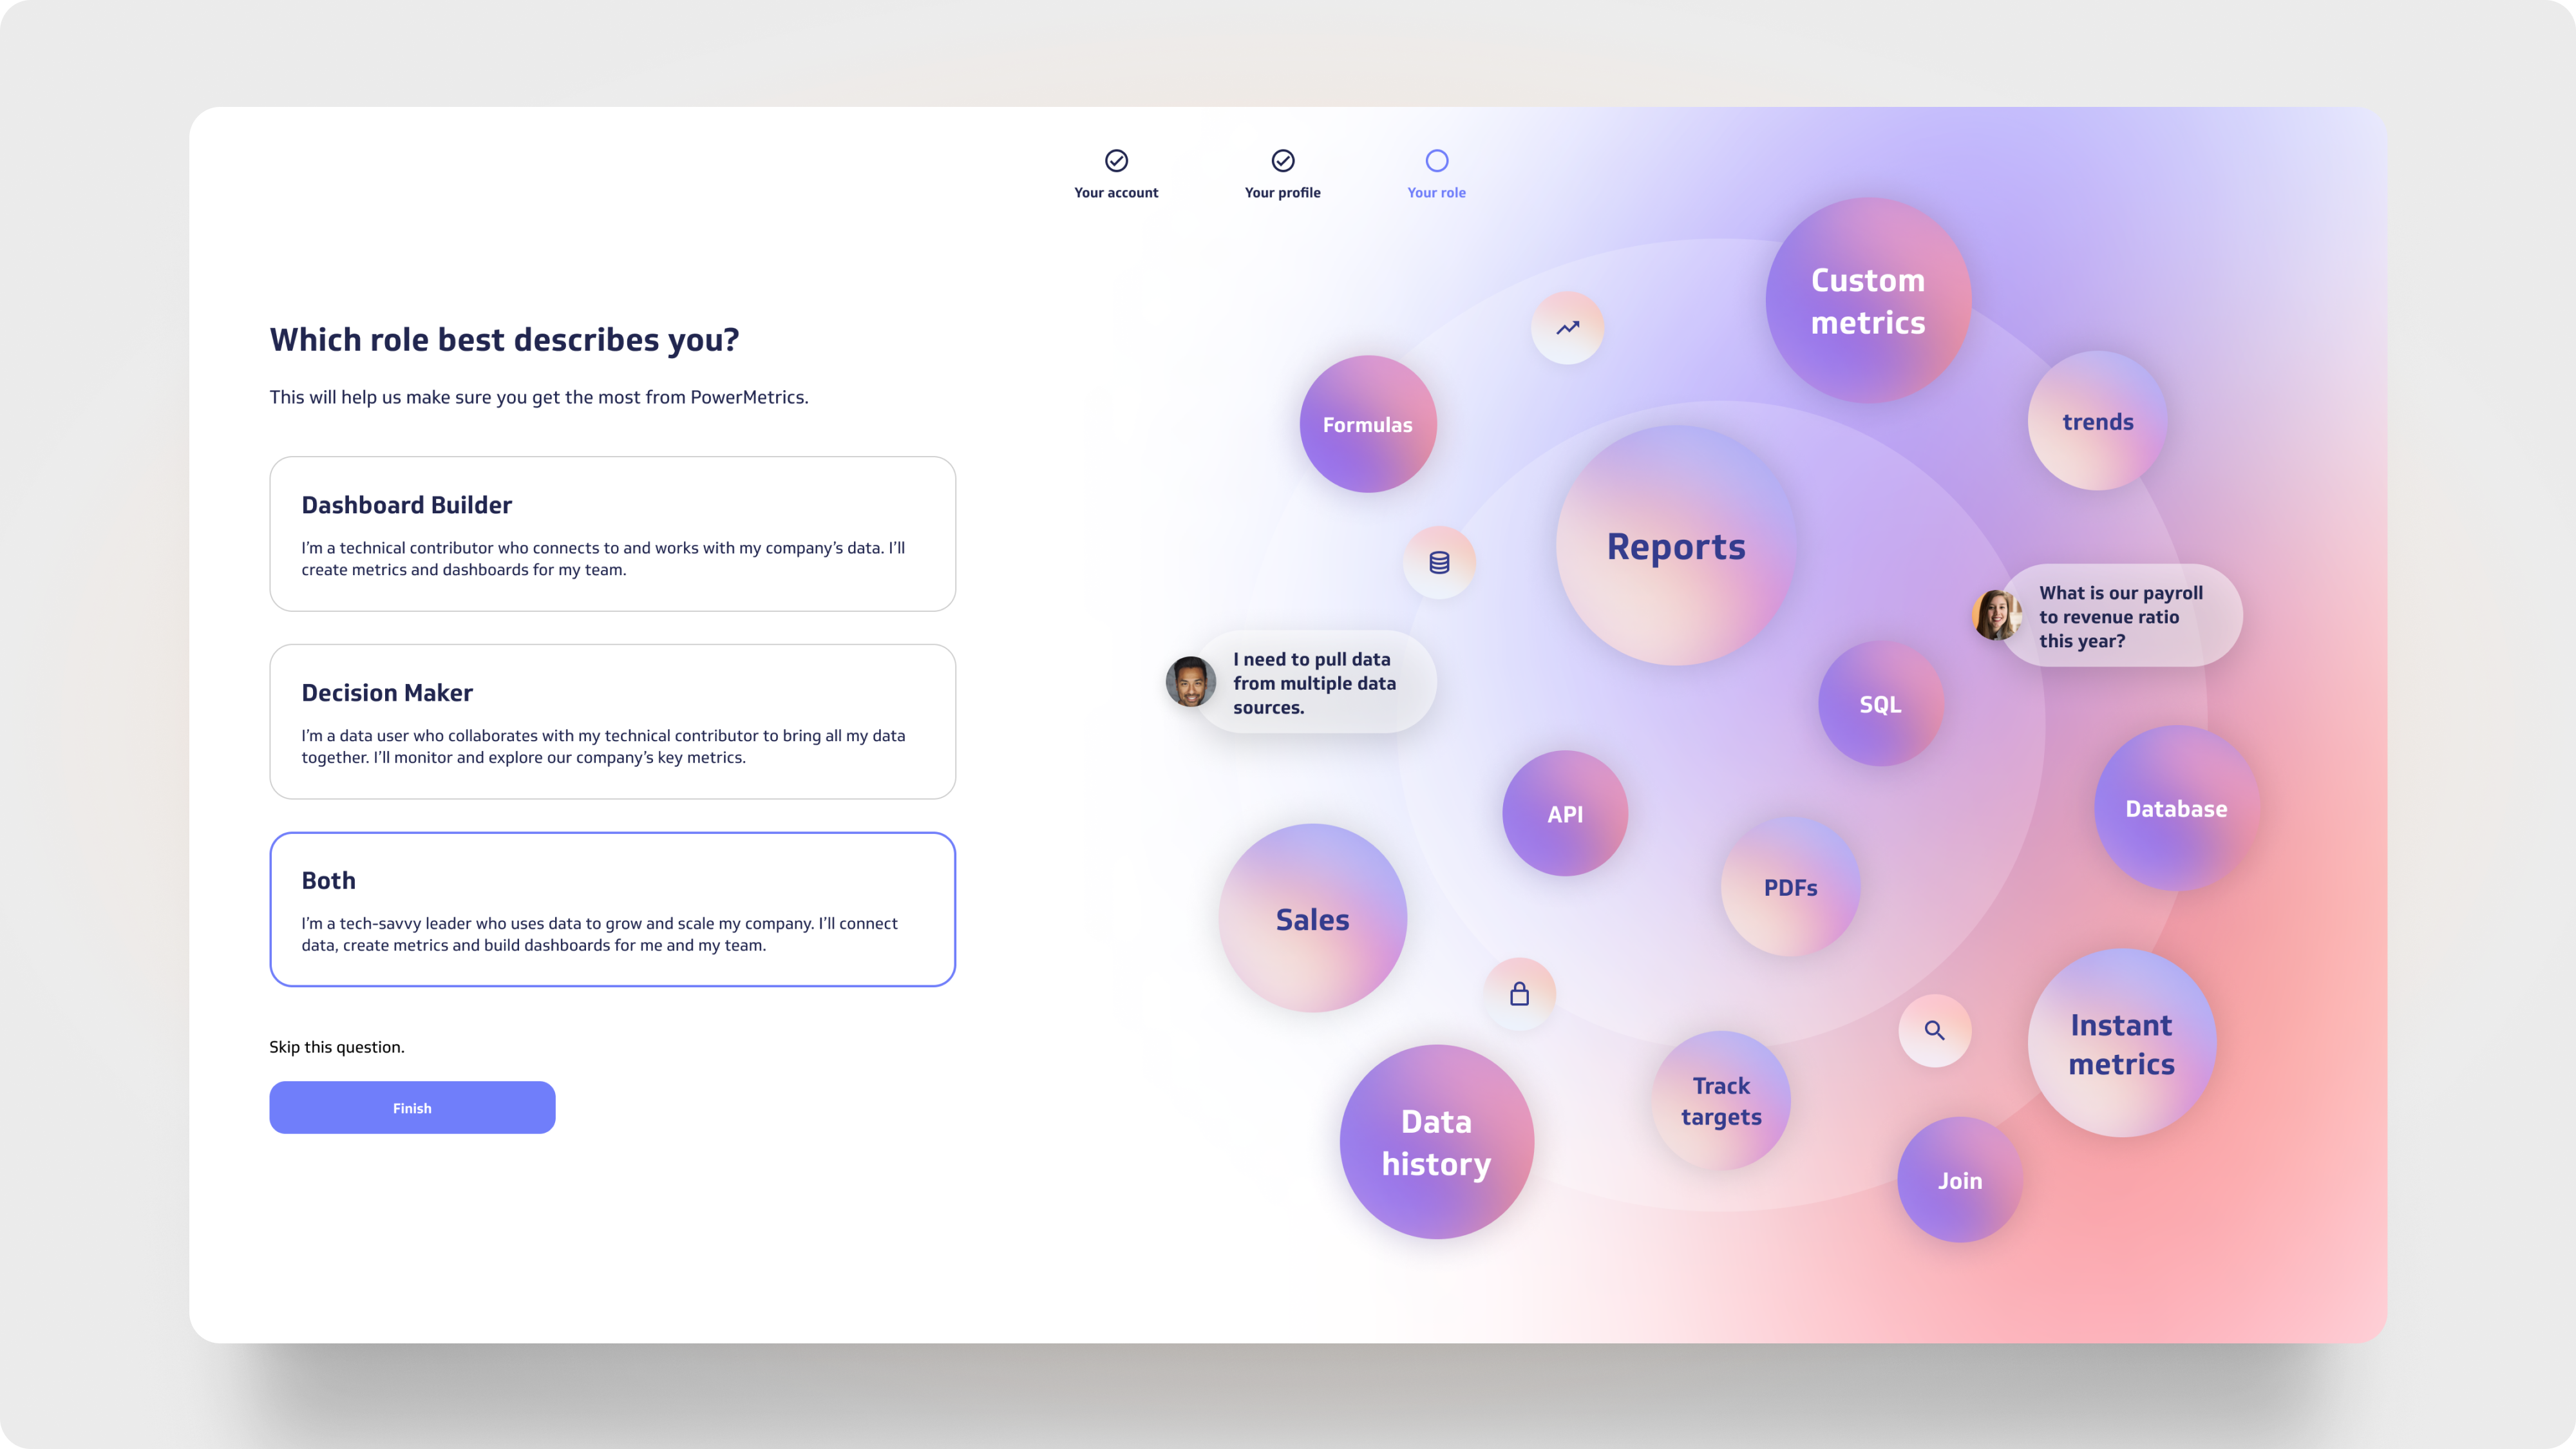 Your account
Your profile
Your role
Which role best describes you?
This will help us make sure you get the most from PowerMetrics.
Dashboard Builder
I’m a technical contributor who connects to and works with my company’s data. I’ll
create metrics and dashboards for my team.
Decision Maker
I’m a data user who collaborates with my technical contributor to bring all my data
together. I’ll monitor and explore our company’s key metrics.
Both
I’m a tech-savvy leader who uses data to grow and scale my company. I’ll connect
data, create metrics and build dashboards for me and my team.
Skip this question.
Finish
Custom
metrics
Formulas
trends
Reports
What is our payroll
to revenue ratio
this year?
I need to pull data
from multiple data
sources.
SQL
API
Database
PDFs
Sales
Instant
metrics
Track
targets
Data
history
Join